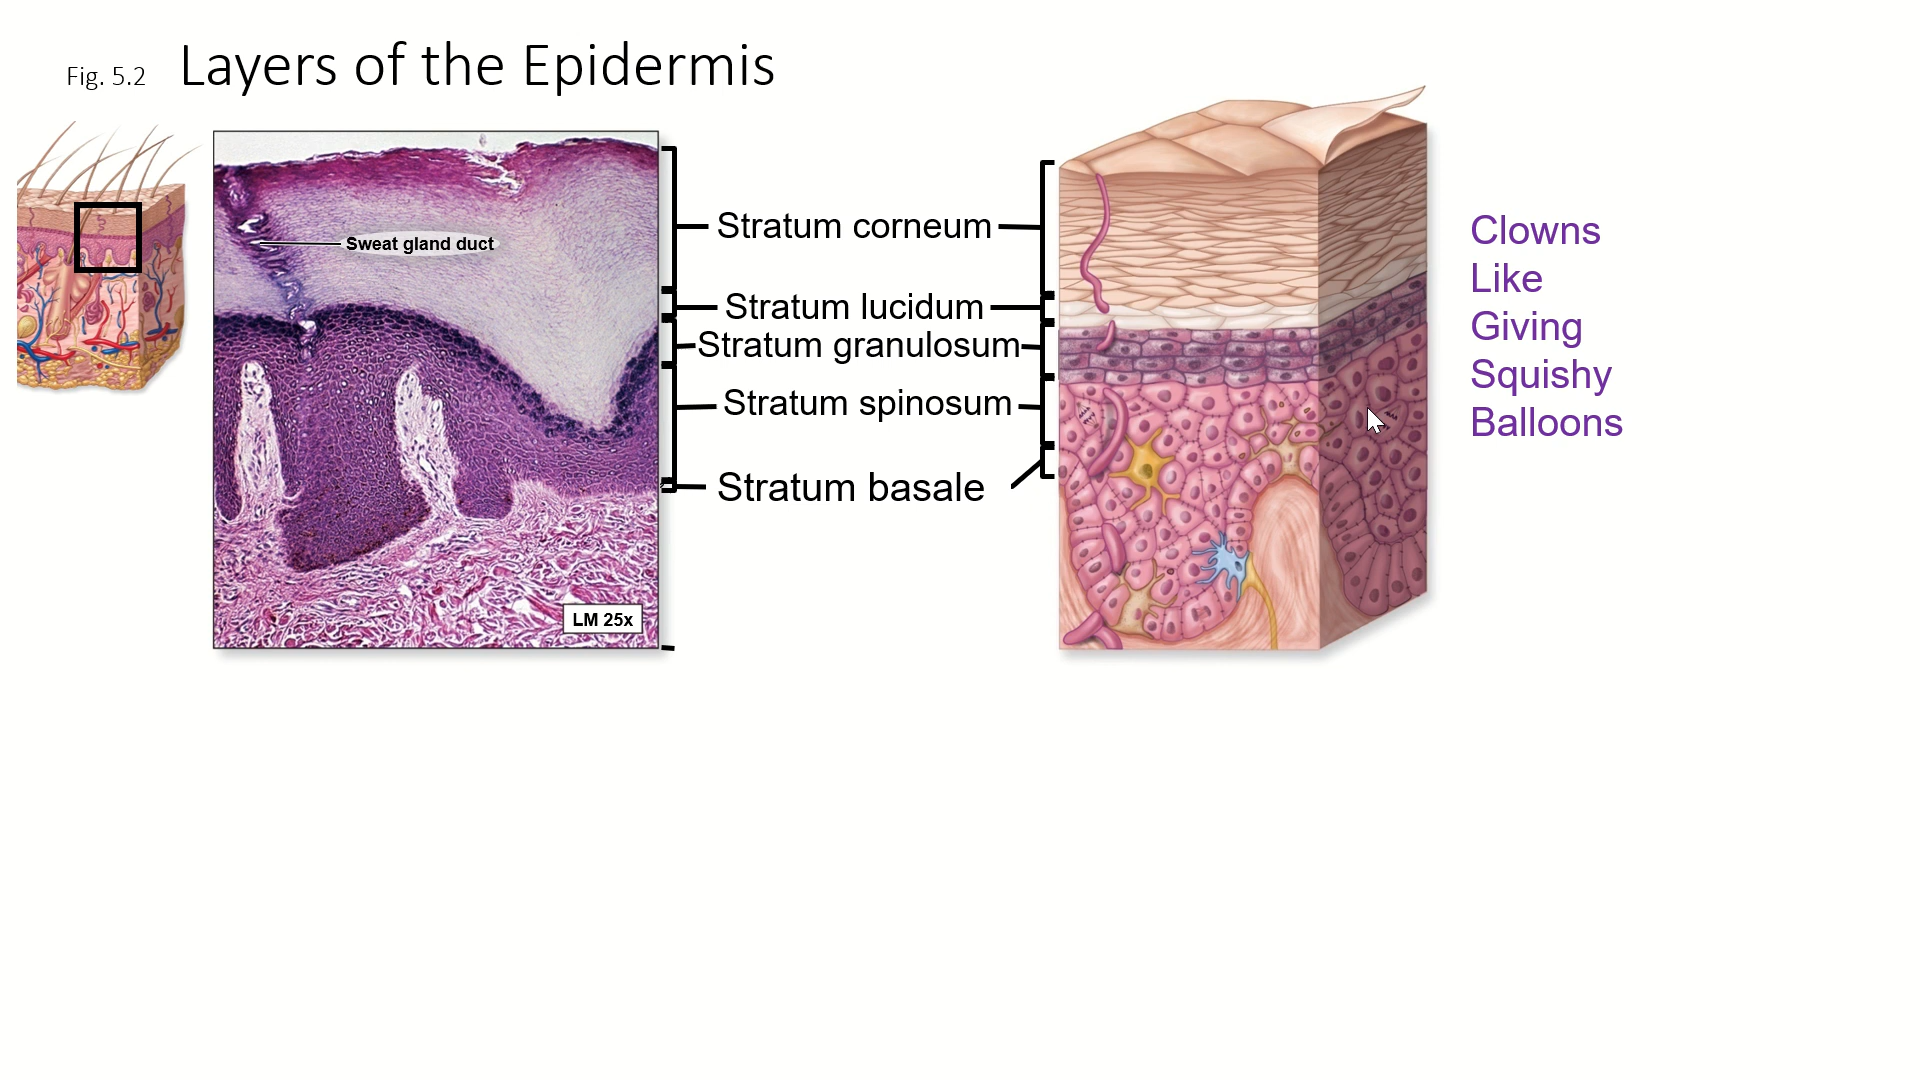 Fig. 5.2 Layers of the Epidermis
Sweat gland duct
LM 25x
Stratum corneum
Stratum lucidum
Stratum granulosum
Stratum spinosum
Stratum basale
Clowns
Like
Giving
Squishy
Balloons